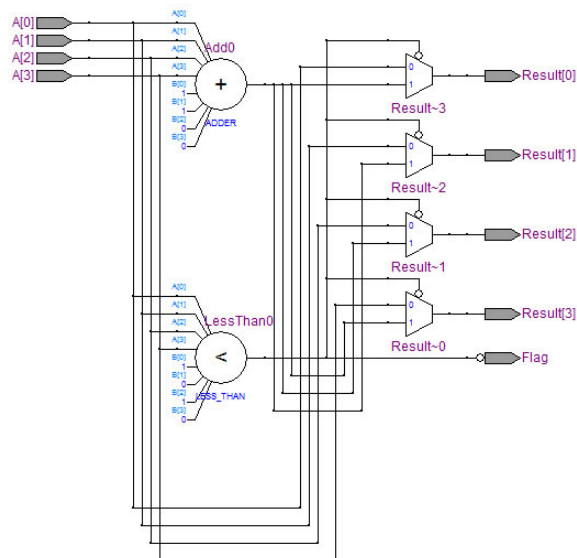 A[0]
A[1]
A[2]
A[3]
A[0]
A[1]
A[2]
A[3]
B[0]
1
B[1]
1
B[2]
0
B[3]
0
Add0
+
ADDER
0
1
Result~3
Result[0]
0
1
Result~2
Result[1]
0
1
Result~1
Result[2]
0
1
Result~0
Result[3]
A[0]
A[1]
A[2]
A[3]
B[0]
1
B[1]
0
B[2]
1
B[3]
0
LessThan0
<
LESS_THAN
Flag